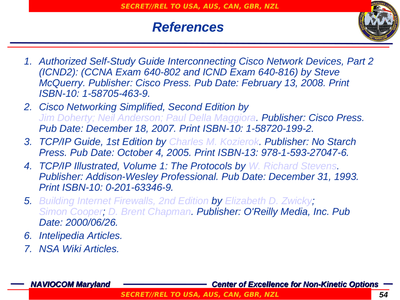 SECRET//REL TO USA, AUS, CAN, GBR, NZL
References
1. Authorized Self-Study Guide Interconnecting Cisco Network Devices, Part 2
(ICND2): (CCNA Exam 640-802 and ICND Exam 640-816) by Steve
McQuerry. Publisher: Cisco Press. Pub Date: February 13, 2008. Print
ISBN-10: 1-58705-463-9.
2. Cisco Networking Simplified, Second Edition by
Jim Doherty; Neil Anderson; Paul Della Maggiora. Publisher: Cisco Press.
Pub Date: December 18, 2007. Print ISBN-10: 1-58720-199-2.
3. TCP/IP Guide, 1st Edition by Charles M. Kozierok. Publisher: No Starch
Press. Pub Date: October 4, 2005. Print ISBN-13: 978-1-593-27047-6.
4. TCP/IP Illustrated, Volume 1: The Protocols by W. Richard Stevens.
Publisher: Addison-Wesley Professional. Pub Date: December 31, 1993.
Print ISBN-10: 0-201-63346-9.
5. Building Internet Firewalls, 2nd Edition by Elizabeth D. Zwicky;
Simon Cooper; D. Brent Chapman. Publisher: O'Reilly Media, Inc. Pub
Date: 2000/06/26.
6. Intelipedia Articles.
7. NSA Wiki Articles.
NAVIOCOM Maryland
Center of Excellence for Non-Kinetic Options
SECRET//REL TO USA, AUS, CAN, GBR, NZL
54